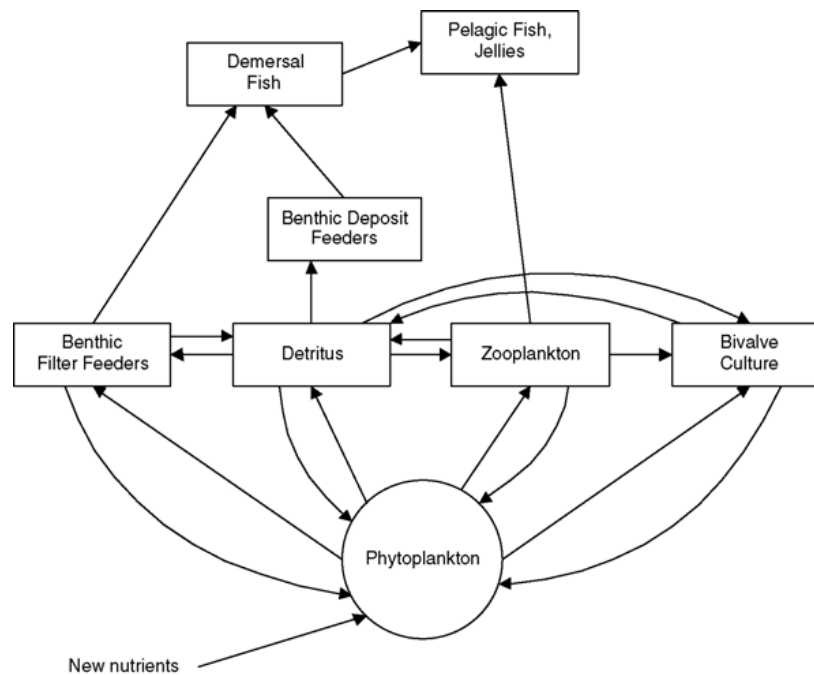 Pelagic Fish,
Jellies
Demersal
Fish
Benthic Deposit
Feeders
Benthic
Filter Feeders
Detritus
Zooplankton
Bivalve
Culture
Phytoplankton
New nutrients